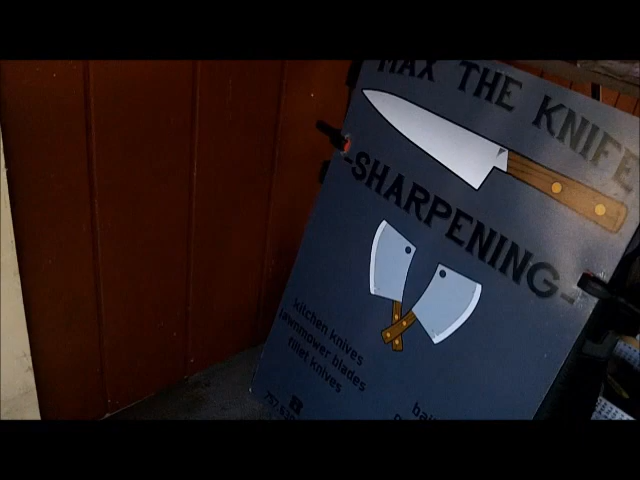 MAX THE KNIFE
-SHARPENING-
kitchen knives
lawnmower blades
fillet knives